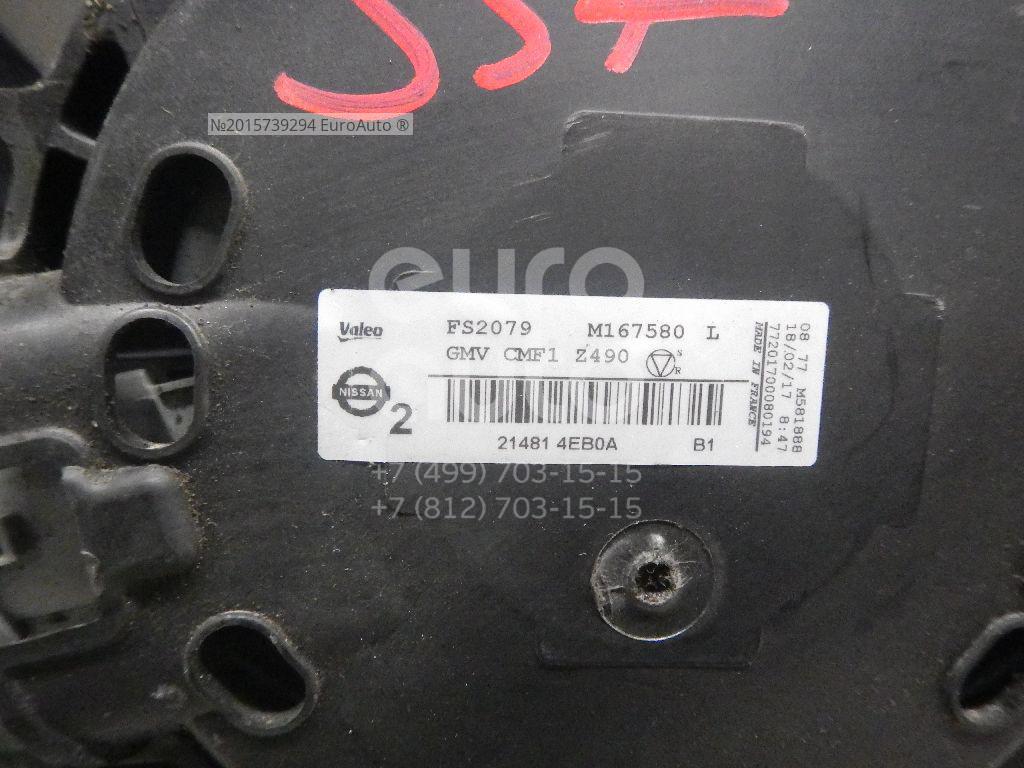 №2015739294 EuroAuto ®
euro
Valeo
FS2079 M167580 L
GMV CMF1 Z490
S
R
NISSAN
2
21481 4EB0A B1
08 77 M581888
18/02/17 8:47
77201700080194
MADE IN FRANCE
+7 (499) 703-15-15
+7 (812) 703-15-15